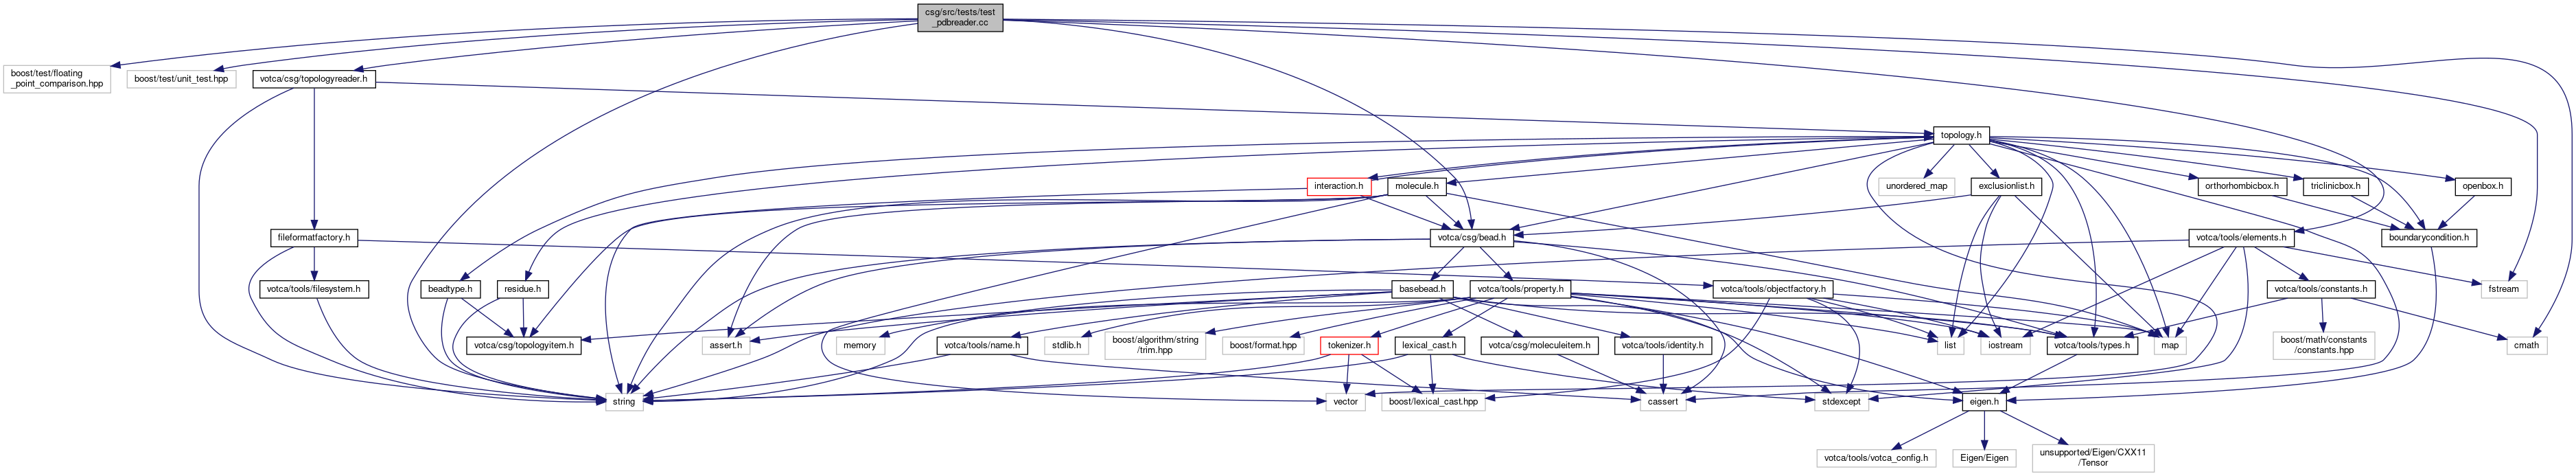 csg/src/tests/test
_pdbreader.cc
boost/test/floating
_point_comparison.hpp
boost/test/unit_test.hpp
votca/csg/topologyreader.h
topology.h
interaction.h
molecule.h
unordered_map
exclusionlist.h
orthorhombicbox.h
triclinicbox.h
openbox.h
fileformatfactory.h
votca/csg/bead.h
votca/tools/elements.h
boundarycondition.h
votca/tools/filesystem.h
beadtype.h
residue.h
basebead.h
votca/tools/property.h
votca/tools/objectfactory.h
votca/tools/constants.h
fstream
votca/csg/topologyitem.h
assert.h
memory
votca/tools/name.h
stdlib.h
boost/algorithm/string
/trim.hpp
boost/format.hpp
tokenizer.h
lexical_cast.h
votca/csg/moleculeitem.h
votca/tools/identity.h
list
iostream
votca/tools/types.h
map
boost/math/constants
/constants.hpp
cmath
string
vector
boost/lexical_cast.hpp
cassert
stdexcept
eigen.h
votca/tools/votca_config.h
Eigen/Eigen
unsupported/Eigen/CXX11
/Tensor